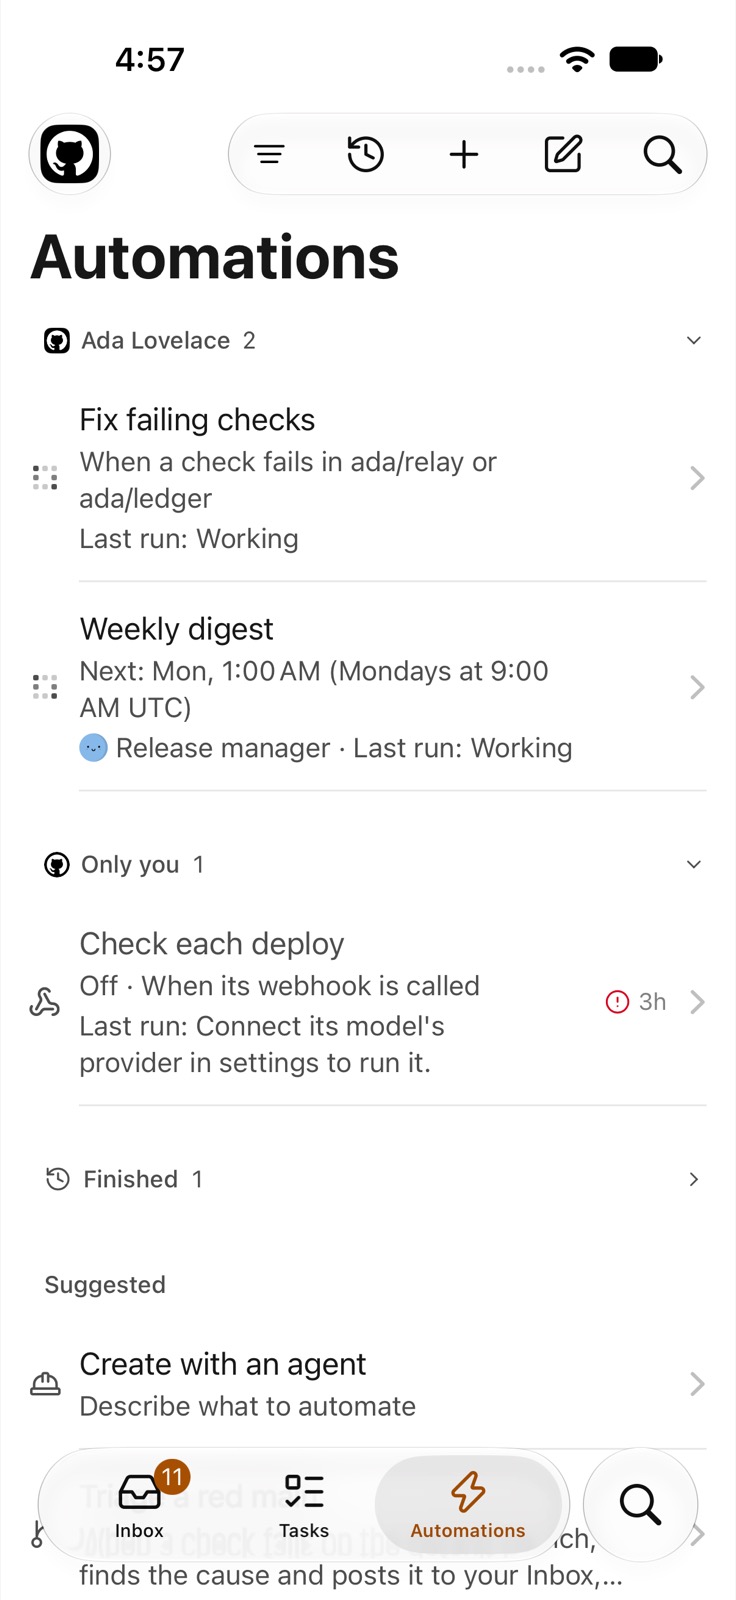 4:57
Automations
Ada Lovelace 2
Fix failing checks
When a check fails in ada/relay or
ada/ledger
Last run: Working
Weekly digest
Next: Mon, 1:00 AM (Mondays at 9:00
AM UTC)
Release manager · Last run: Working
Only you 1
Check each deploy
Off · When its webhook is called
3h
Last run: Connect its model's
provider in settings to run it.
Finished 1
Suggested
Create with an agent
Describe what to automate
11
Inbox
Tasks
Automations
finds the cause and posts it to your Inbox,...